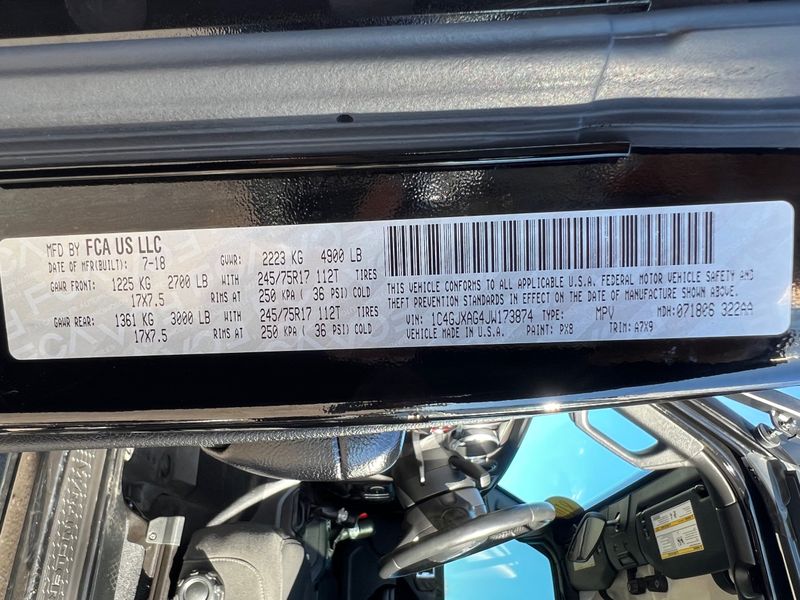 MFD BY FCA US LLC
DATE OF MFR(BUILT): 7-18 GVWR: 2223 KG 4900 LB
GAWR FRONT: 1225 KG 2700 LB WITH 245/75R17 112T TIRES
17X7.5 RIMS AT 250 KPA ( 36 PSI) COLD
GAWR REAR: 1361 KG 3000 LB WITH 245/75R17 112T TIRES
17X7.5 RIMS AT 250 KPA ( 36 PSI) COLD
THIS VEHICLE CONFORMS TO ALL APPLICABLE U.S.A. FEDERAL MOTOR VEHICLE SAFETY AND
THEFT PREVENTION STANDARDS IN EFFECT ON THE DATE OF MANUFACTURE SHOWN ABOVE.
VIN: 1C4GJXAG4JW173874 TYPE: MPV MDH: 071806 322AA
VEHICLE MADE IN U.S.A. PAINT: PX8 TRIM: A7X9